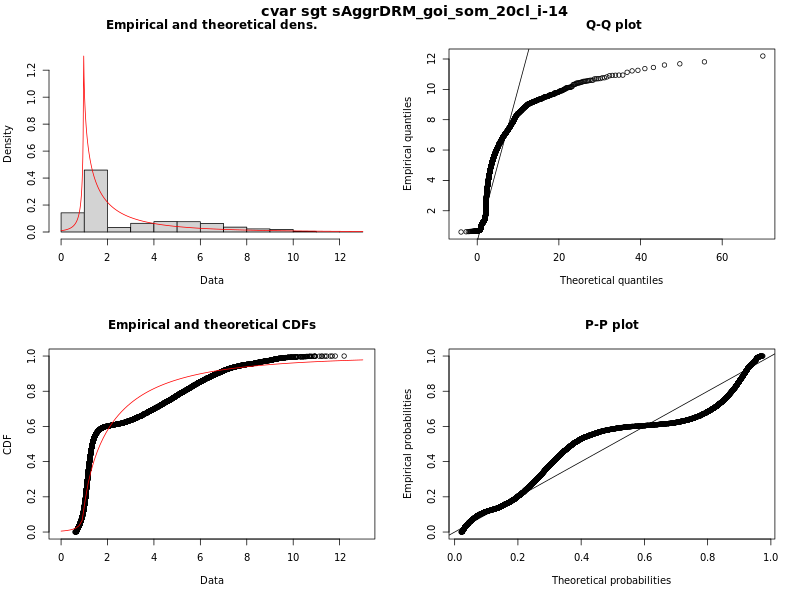 cvar sgt sAggrDRM_goi_som_20cl_i-14
Empirical and theoretical dens.
Density
0.0 0.2 0.4 0.6 0.8 1.0 1.2
0 2 4 6 8 10 12
Data
Q-Q plot
Empirical quantiles
2 4 6 8 10 12
0 20 40 60
Theoretical quantiles
Empirical and theoretical CDFs
CDF
0.0 0.2 0.4 0.6 0.8 1.0
0 2 4 6 8 10 12
Data
P-P plot
Empirical probabilities
0.0 0.2 0.4 0.6 0.8 1.0
0.0 0.2 0.4 0.6 0.8 1.0
Theoretical probabilities